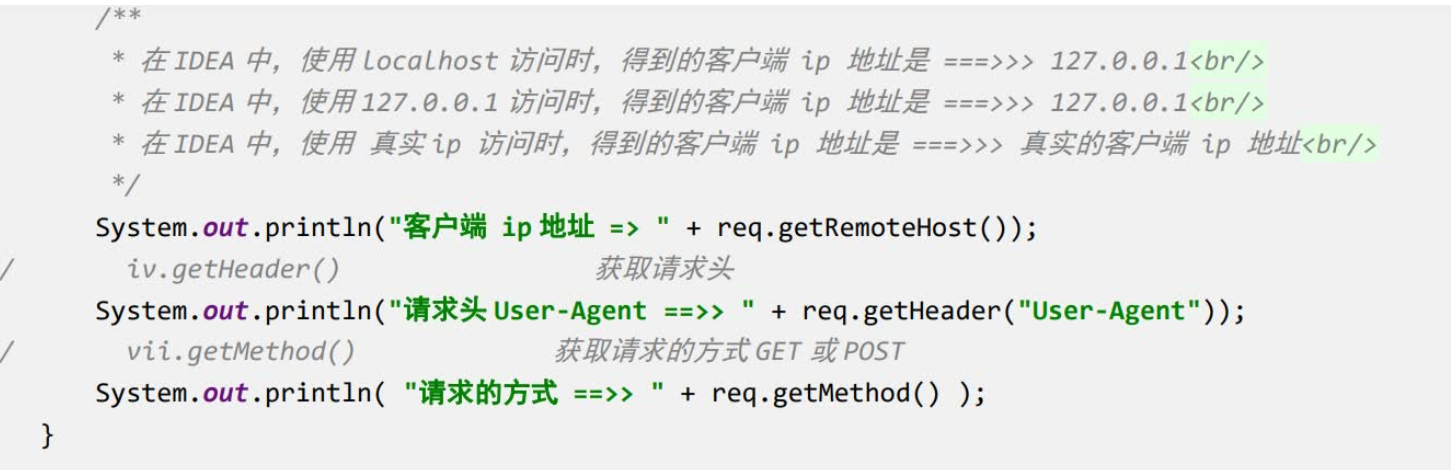 /**
* 在 IDEA 中，使用 localhost 访问时，得到的客户端 ip 地址是 ===>>> 127.0.0.1<br/>
* 在 IDEA 中，使用 127.0.0.1 访问时，得到的客户端 ip 地址是 ===>>> 127.0.0.1<br/>
* 在 IDEA 中，使用 真实 ip 访问时，得到的客户端 ip 地址是 ===>>> 真实的客户端 ip 地址<br/>
*/
System.out.println("客户端 ip 地址 => " + req.getRemoteHost());
/ iv.getHeader() 获取请求头
System.out.println("请求头 User-Agent ==>> " + req.getHeader("User-Agent"));
/ vii.getMethod() 获取请求的方式 GET 或 POST
System.out.println( "请求的方式 ==>> " + req.getMethod() );
}